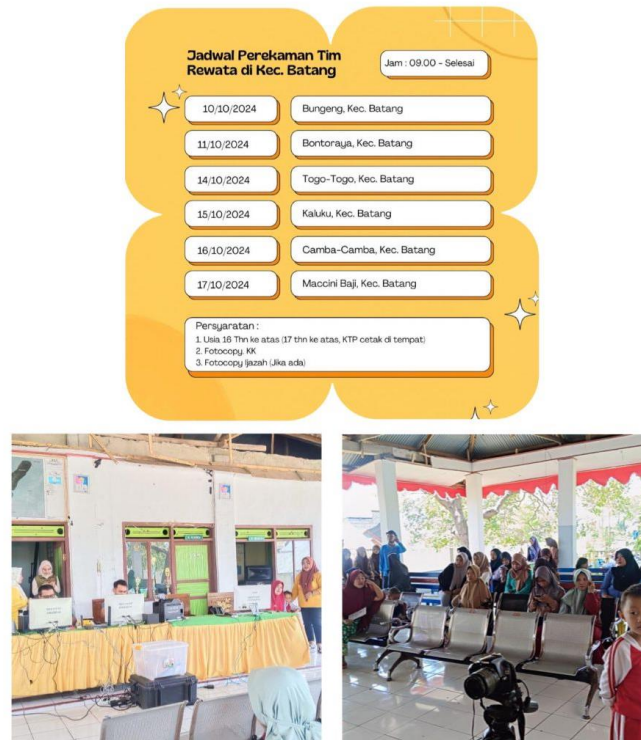 Jadwal Perekaman Tim
Rewata di Kec. Batang
Jam : 09.00 - Selesai
10/10/2024
Bungeng, Kec. Batang
11/10/2024
Bontoraya, Kec. Batang
14/10/2024
Togo-Togo, Kec. Batang
15/10/2024
Kaluku, Kec. Batang
16/10/2024
Camba-Camba, Kec. Batang
17/10/2024
Maccini Baji, Kec. Batang
Persyaratan :
1. Usia 16 Thn ke atas (17 thn ke atas, KTP cetak di tempat)
2. Fotocopy. KK
3. Fotocopy Ijazah (Jika ada)